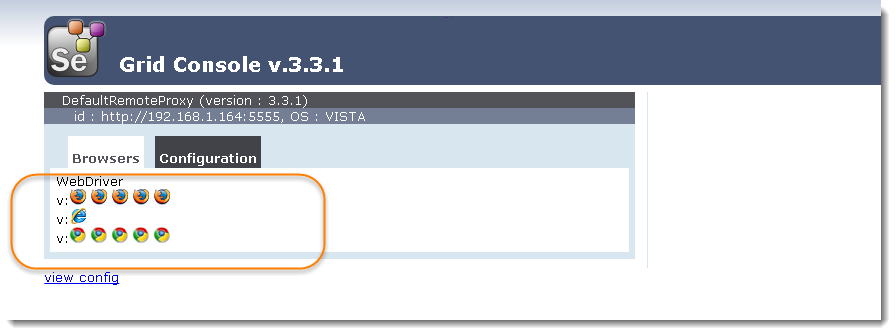 Se
Grid Console v.3.3.1
DefaultRemoteProxy (version : 3.3.1)
id : http://192.168.1.164:5555, OS : VISTA
Browsers Configuration
WebDriver
v:
v:
v:
view config